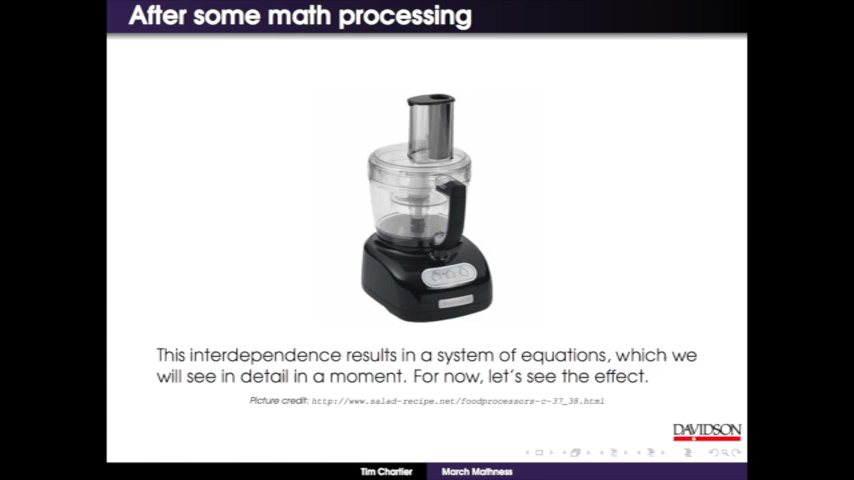 After some math processing
This interdependence results in a system of equations, which we
will see in detail in a moment. For now, let's see the effect.
Picture credit: http://www.salad-recipe.net/foodprocessors-c-37_38.html
DAVIDSON
Tim Chartier March Mathness